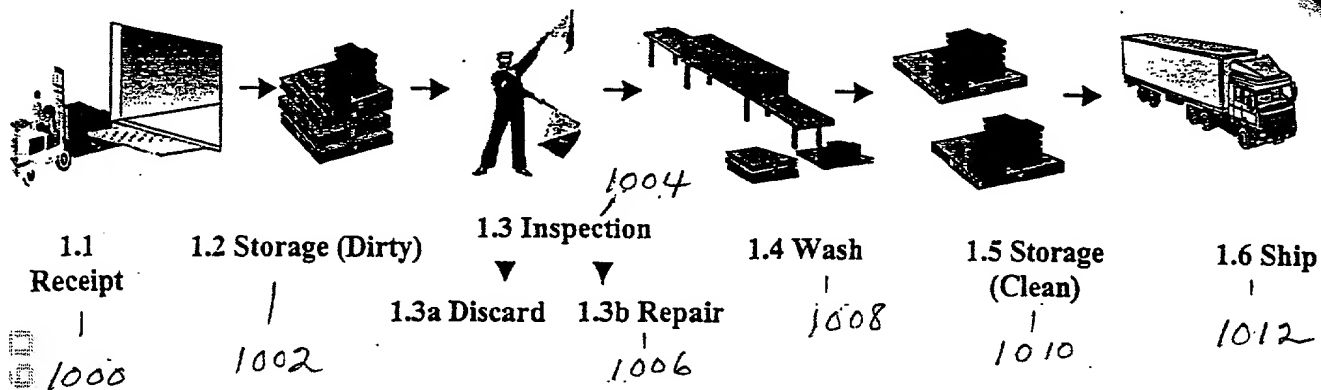 1004
1.1 Receipt
1.2 Storage (Dirty)
1.3 Inspection
1.4 Wash
1.5 Storage
(Clean)
1.6 Ship
1.3a Discard
1.3b Repair
1000
1002
1006
1008
1010
1012